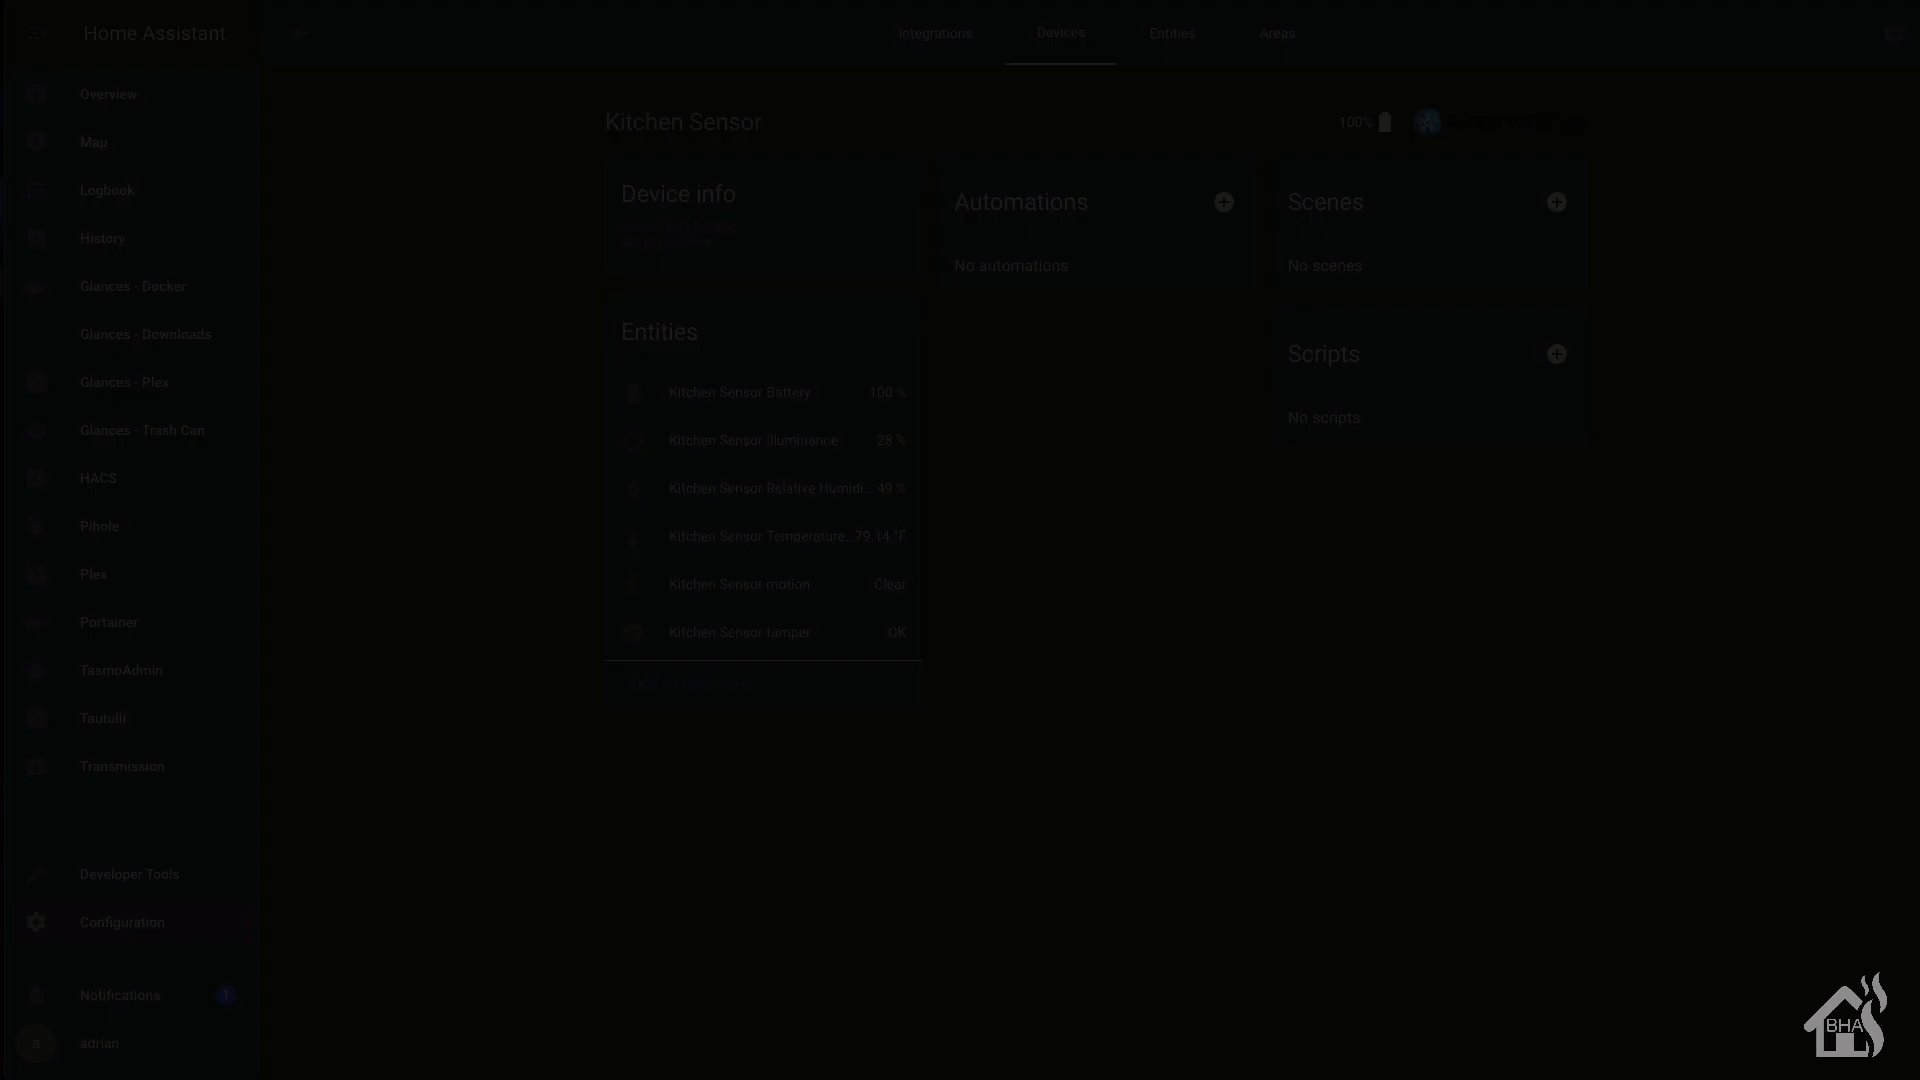 Home Assistant
Integrations
Devices
Entities
Areas
Overview
Map
Logbook
History
Glances - Docker
Glances - Downloads
Glances - Plex
Glances - Trash Can
HACS
Pihole
Plex
Portainer
TasmoAdmin
Tautulli
Transmission
Developer Tools
Configuration
Notifications 1
a adrian
Kitchen Sensor
100%
Device info
Entities
Kitchen Sensor Battery 100 %
Kitchen Sensor Illuminance 28 %
Kitchen Sensor Relative Humidi... 49 %
Kitchen Sensor Temperature... 79.14 °F
Kitchen Sensor motion Clear
Kitchen Sensor tamper OK
Automations
No automations
Scenes
No scenes
Scripts
No scripts
BHA